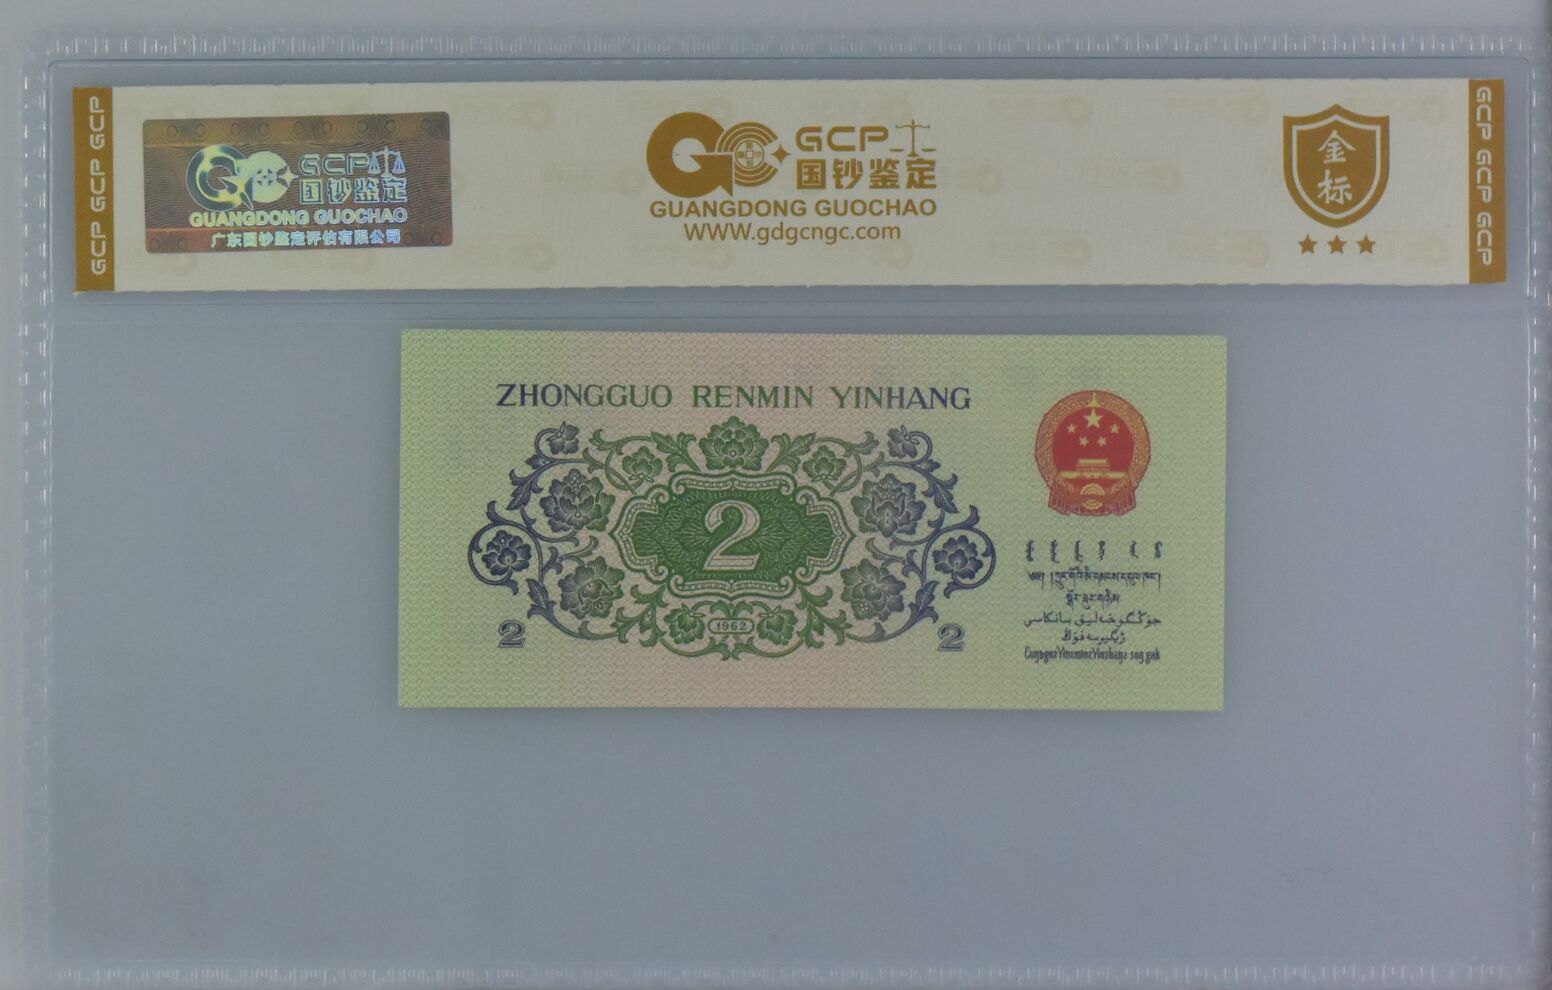 GCP GCP GCP
GCP
国钞鉴定
GUANGDONG GUOCHAO
广东国钞鉴定评估有限公司
GCP
国钞鉴定
GUANGDONG GUOCHAO
WWW.gdgcngc.com
金标
GCP GCP GCP
ZHONGGUO RENMIN YINHANG
2
1962
2
2